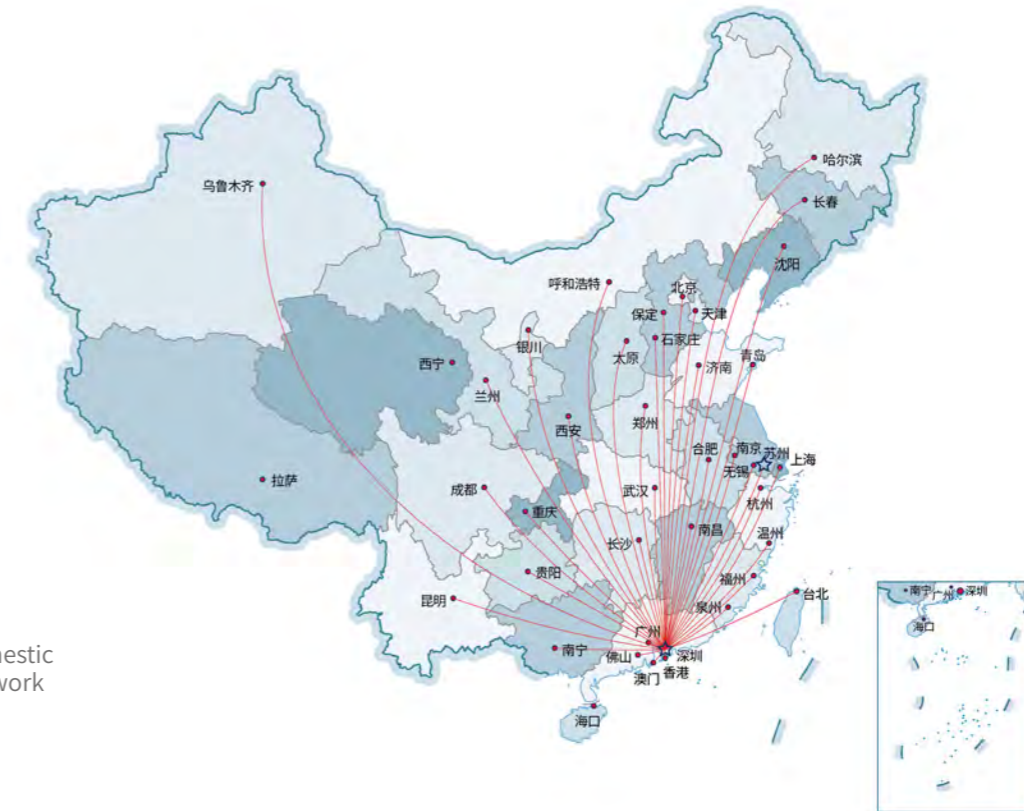 哈尔滨
乌鲁木齐
长春
沈阳
呼和浩特
北京
保定
天津
银川
石家庄
太原
青岛
西宁
济南
兰州
郑州
西安
合肥
南京
苏州
上海
无锡
拉萨
成都
武汉
杭州
重庆
南昌
温州
长沙
贵阳
福州
昆明
泉州
台北
广州
南宁
佛山
深圳
香港
澳门
海口
南宁
广州
深圳
海口
nestic
work